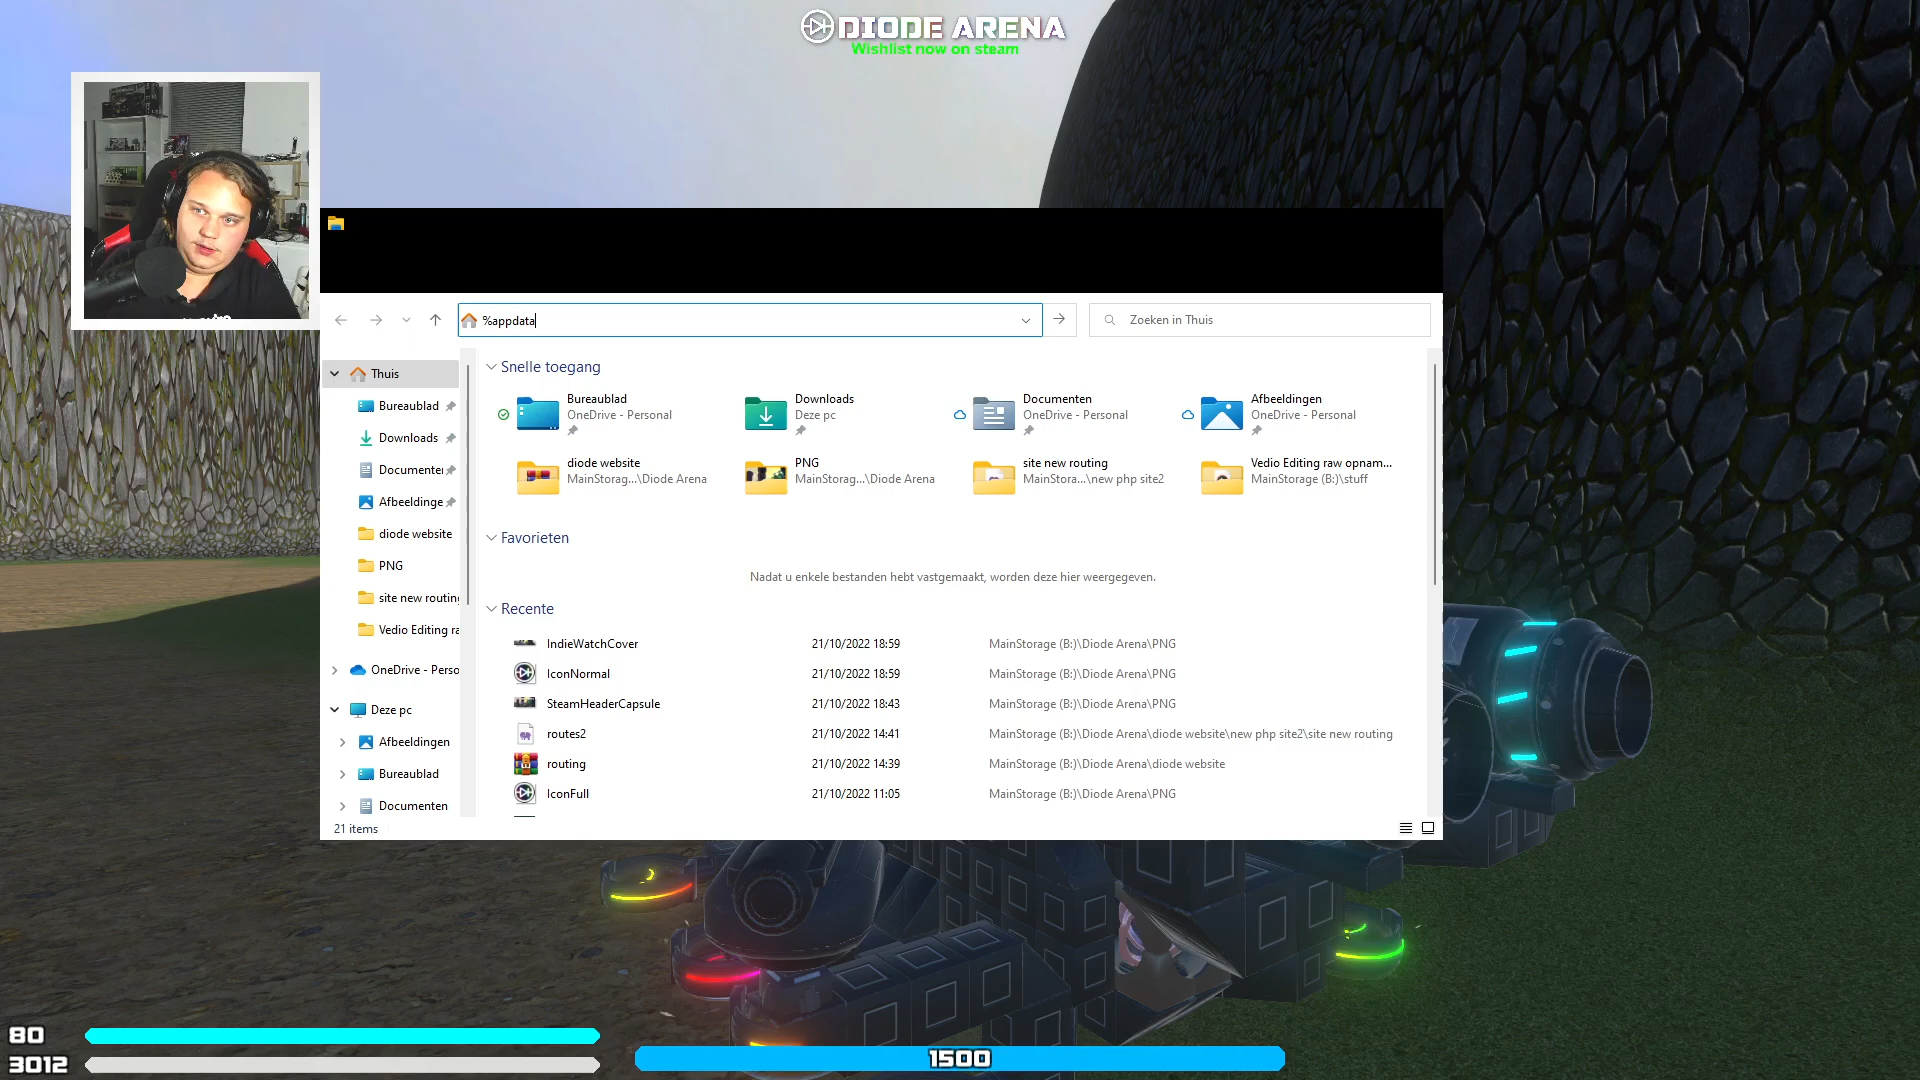 DIODE ARENA
Wishlist now on steam
%appdata
Zoeken in Thuis
Thuis
Bureaublad
Downloads
Documenter
Afbeeldinge
diode website
PNG
site new routing
Vedio Editing ra
OneDrive - Perso
Deze pc
Afbeeldingen
Bureaublad
Documenten
Snelle toegang
Bureaublad
OneDrive - Personal
Downloads
Deze pc
Documenten
OneDrive - Personal
Afbeeldingen
OneDrive - Personal
diode website
MainStorag...\Diode Arena
PNG
MainStorag...\Diode Arena
site new routing
MainStora...\new php site2
Vedio Editing raw opnam...
MainStorage (B:)\stuff
Favorieten
Nadat u enkele bestanden hebt vastgemaakt, worden deze hier weergegeven.
Recente
IndieWatchCover 21/10/2022 18:59 MainStorage (B:)\Diode Arena\PNG
IconNormal 21/10/2022 18:59 MainStorage (B:)\Diode Arena\PNG
SteamHeaderCapsule 21/10/2022 18:43 MainStorage (B:)\Diode Arena\PNG
routes2 21/10/2022 14:41 MainStorage (B:)\Diode Arena\diode website\new php site2\site new routing
routing 21/10/2022 14:39 MainStorage (B:)\Diode Arena\diode website
IconFull 21/10/2022 11:05 MainStorage (B:)\Diode Arena\PNG
21 items
80
3012
1500